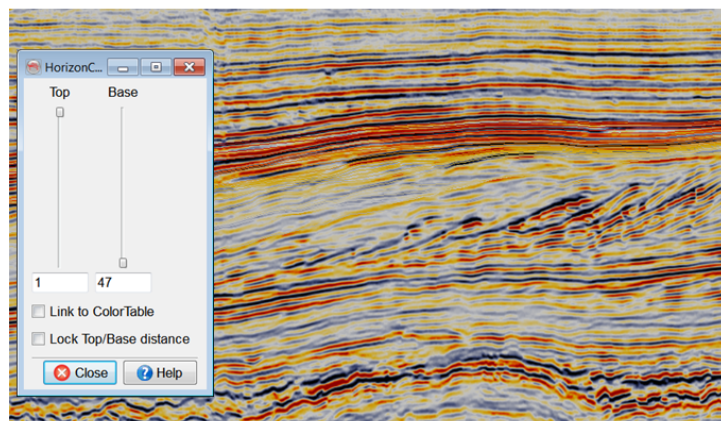 HorizonC...
Top Base
1 47
Link to ColorTable
Lock Top/Base distance
Close Help